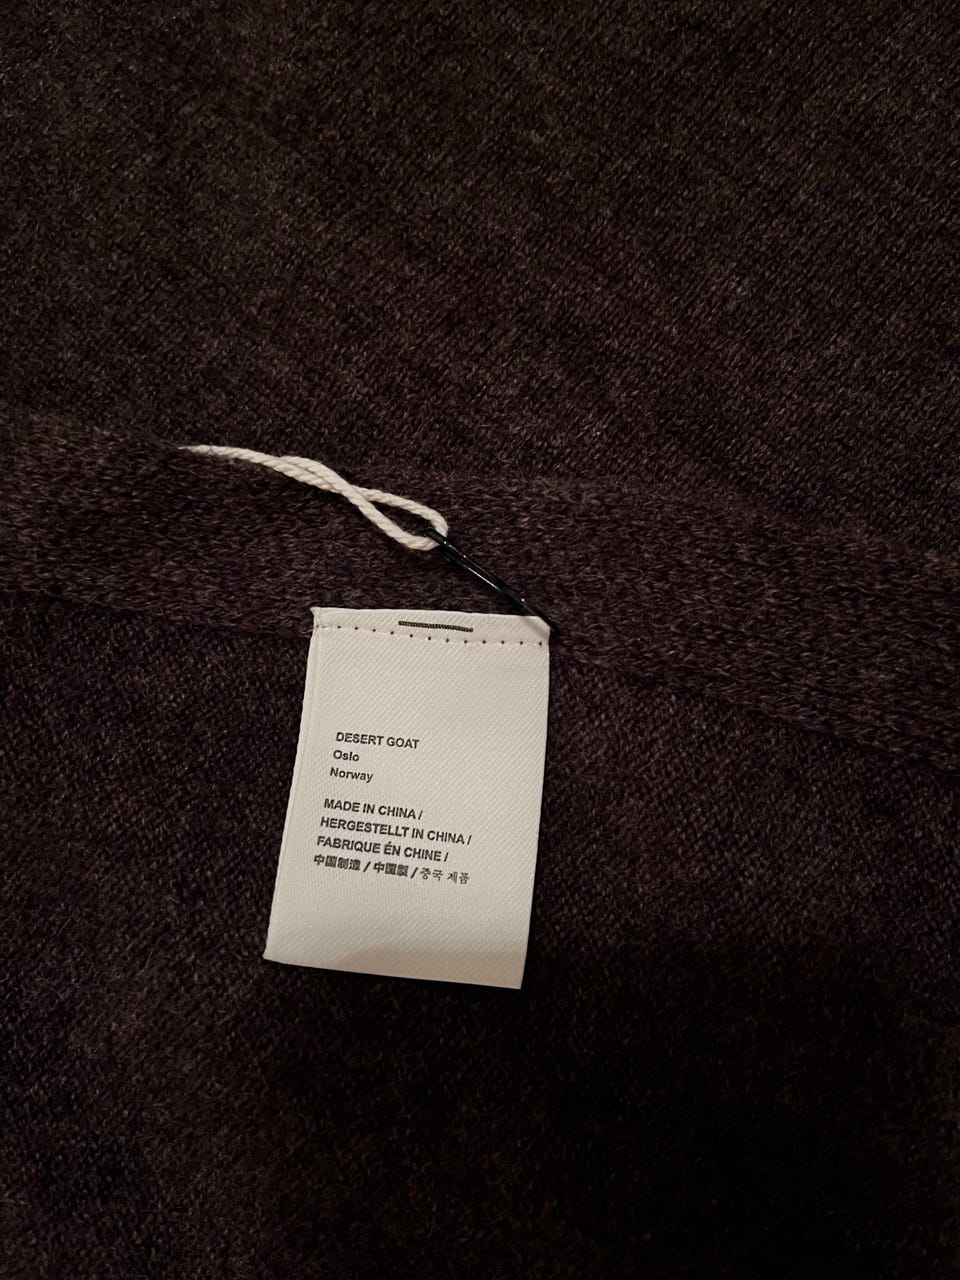 DESERT GOAT
Oslo
Norway
MADE IN CHINA /
HERGESTELLT IN CHINA /
FABRIQUE ÉN CHINE /
中国制造 / 中国製 / 중국 제품